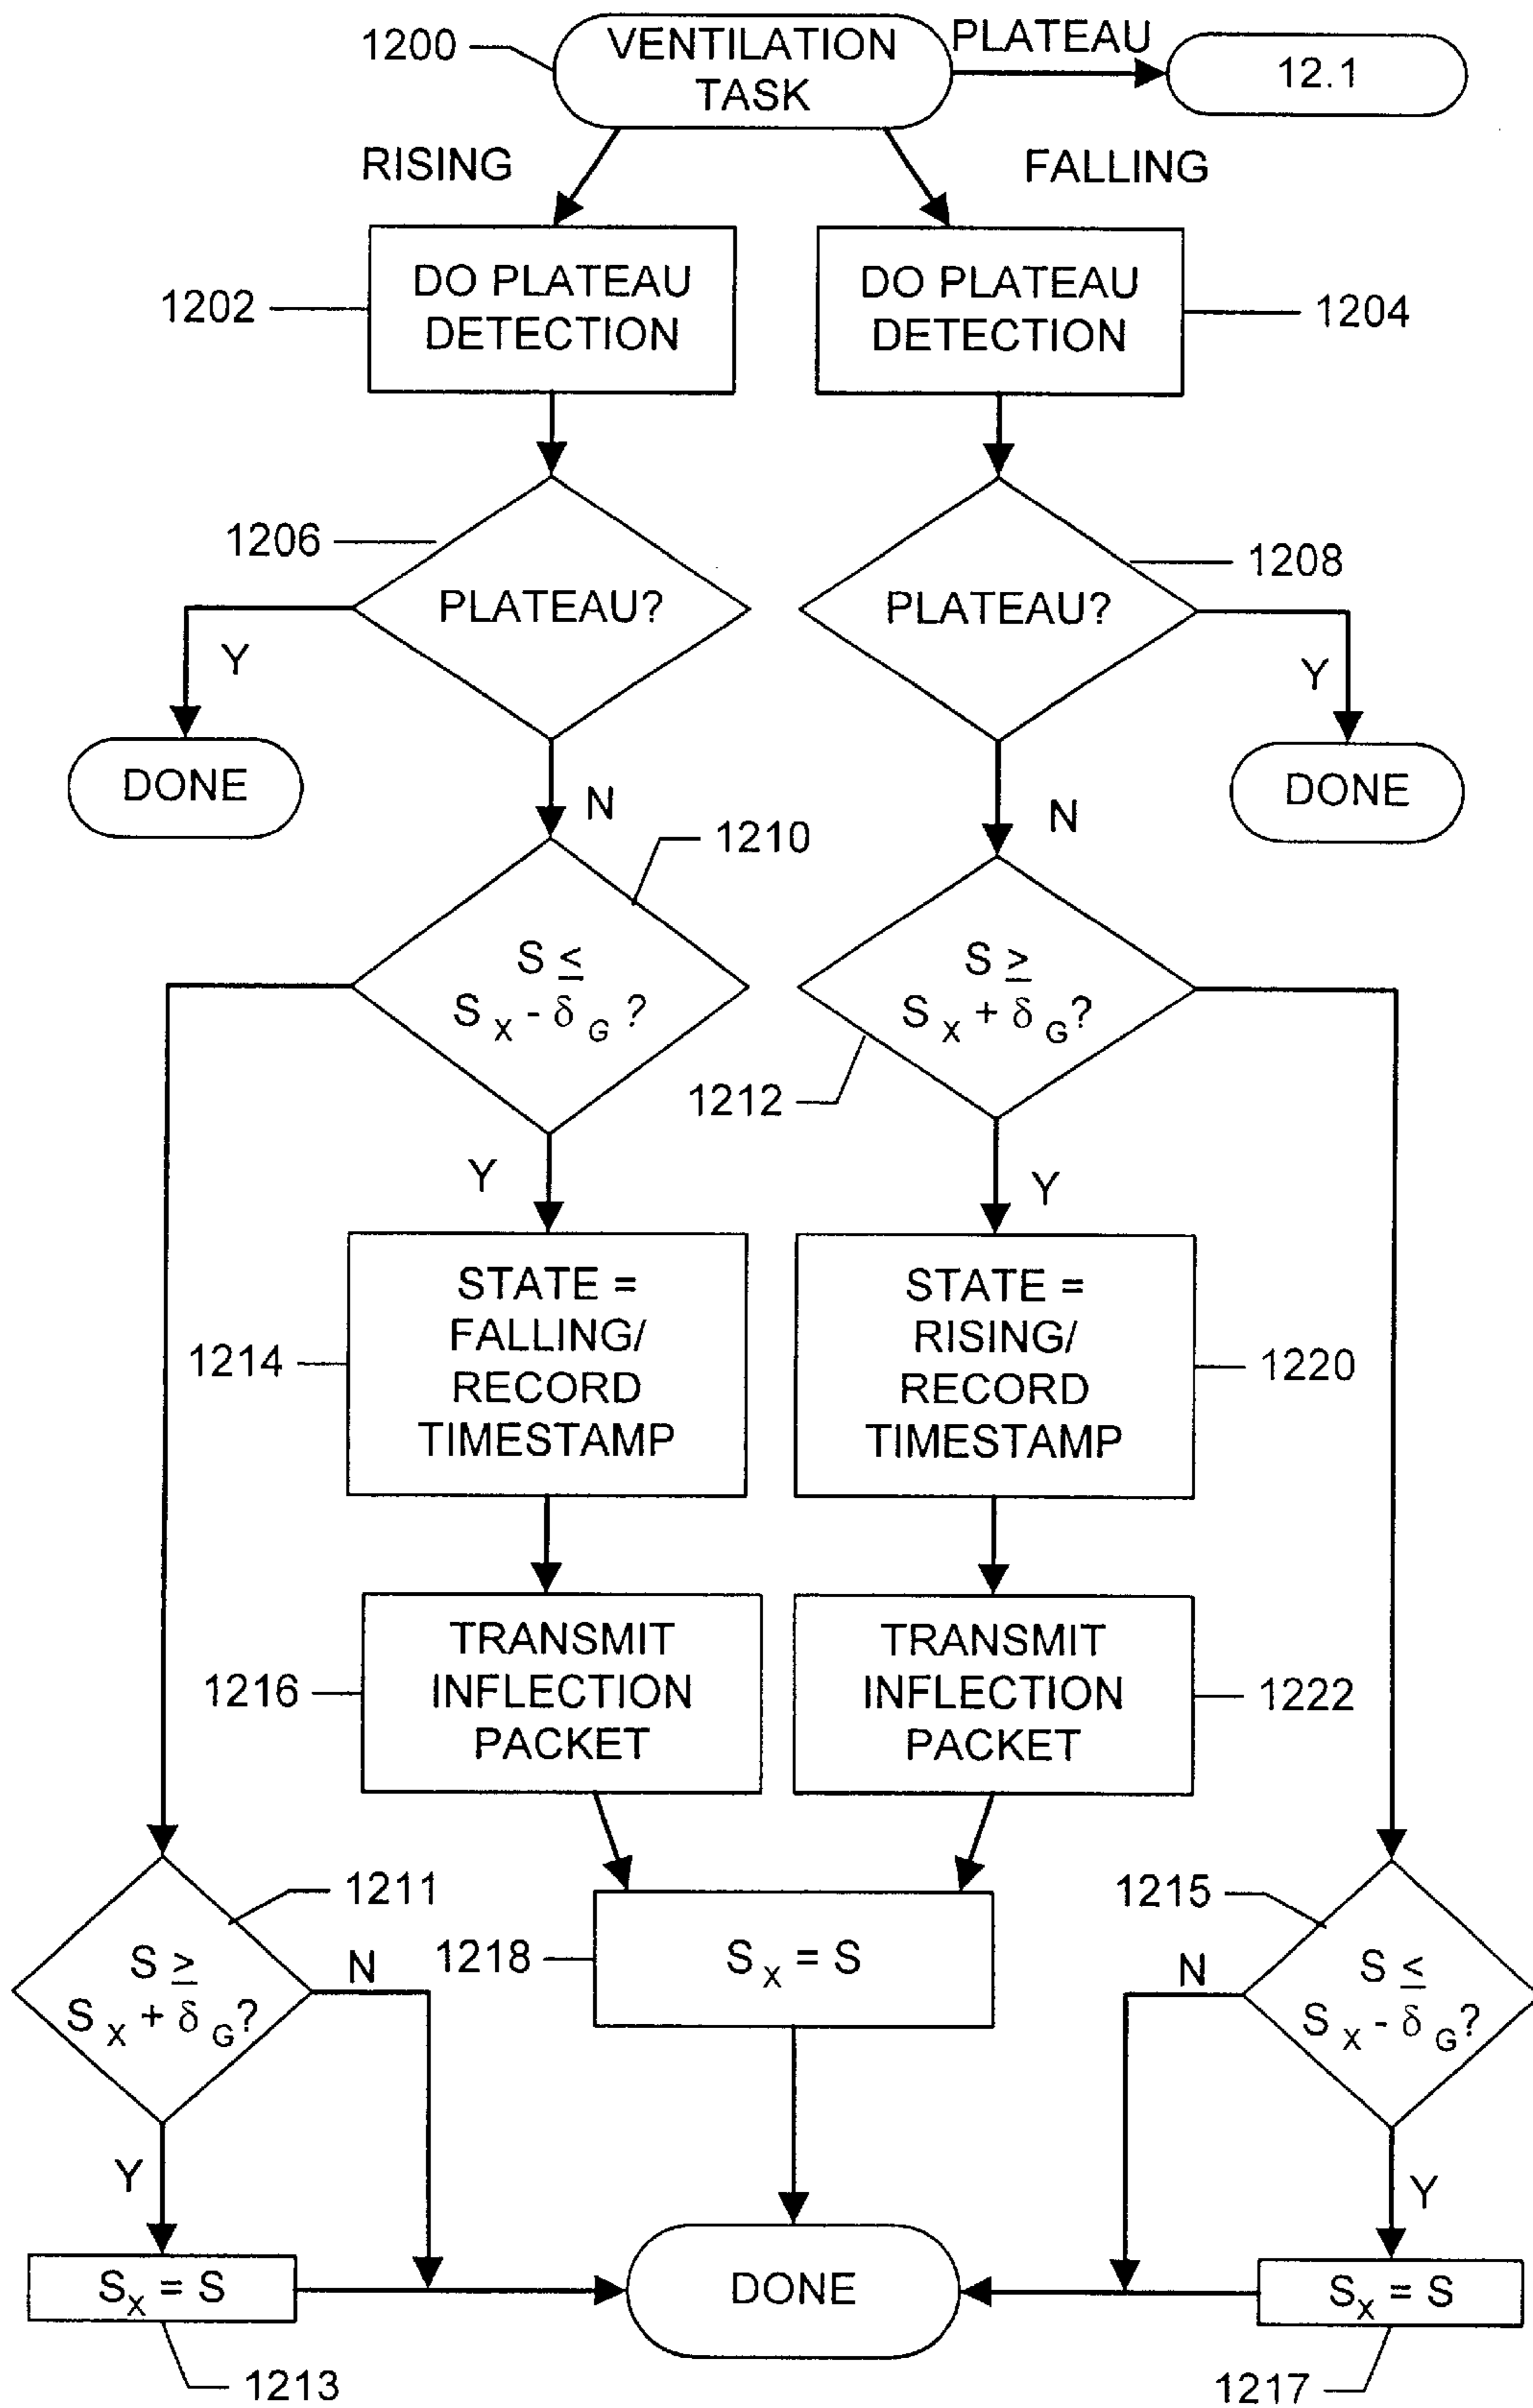 1200
VENTILATION
TASK
PLATEAU
12.1
RISING
FALLING
1202
DO PLATEAU
DETECTION
DO PLATEAU
DETECTION
1204
1206
PLATEAU?
Y
DONE
N
1208
PLATEAU?
Y
DONE
N
1210
S ≤
S X - δ G ?
S ≥
S X + δ G?
1212
Y
Y
1214
STATE =
FALLING/
RECORD
TIMESTAMP
STATE =
RISING/
RECORD
TIMESTAMP
1220
1216
TRANSMIT
INFLECTION
PACKET
TRANSMIT
INFLECTION
PACKET
1222
1211
S ≥
S X + δ G?
N
Y
1218
S X = S
1215
S ≤
S X - δ G?
N
Y
SX = S
1213
DONE
SX = S
1217